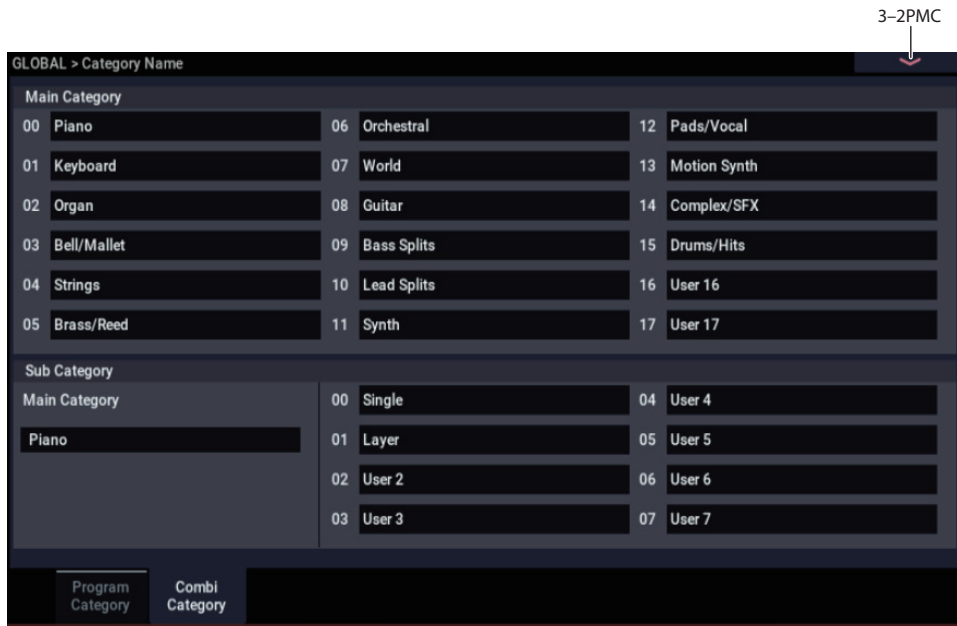 3–2PMC
GLOBAL > Category Name
Main Category
00 Piano 06 Orchestral 12 Pads/Vocal
01 Keyboard 07 World 13 Motion Synth
02 Organ 08 Guitar 14 Complex/SFX
03 Bell/Mallet 09 Bass Splits 15 Drums/Hits
04 Strings 10 Lead Splits 16 User 16
05 Brass/Reed 11 Synth 17 User 17
Sub Category
Main Category 00 Single 04 User 4
Piano 01 Layer 05 User 5
02 User 2 06 User 6
03 User 3 07 User 7
Program Combi
Category Category